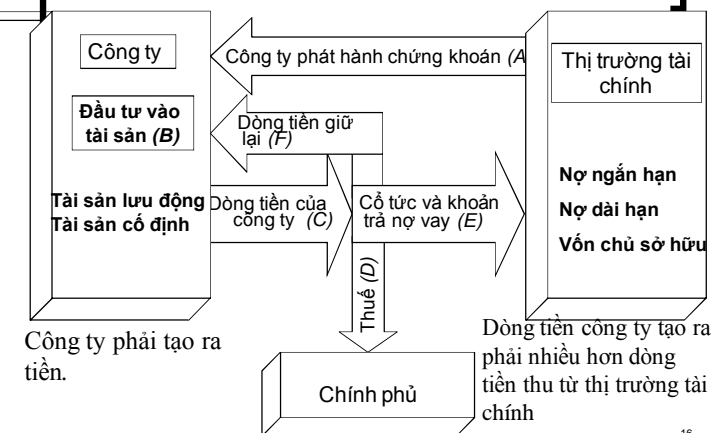 Công ty
Công ty phát hành chứng khoán (A
Thị trường tài
chính
Đầu tư vào
tài sản (B)
Dòng tiền giữ
lại (F)
Tài sản lưu động
Tài sản cố định
Dòng tiền của
công ty (C)
Cổ tức và khoản
trả nợ vay (E)
Nợ ngắn hạn
Nợ dài hạn
Vốn chủ sở hữu
Thuế (D)
Công ty phải tạo ra
tiền.
Chính phủ
Dòng tiền công ty tạo ra
phải nhiều hơn dòng
tiền thu từ thị trường tài
chính
16